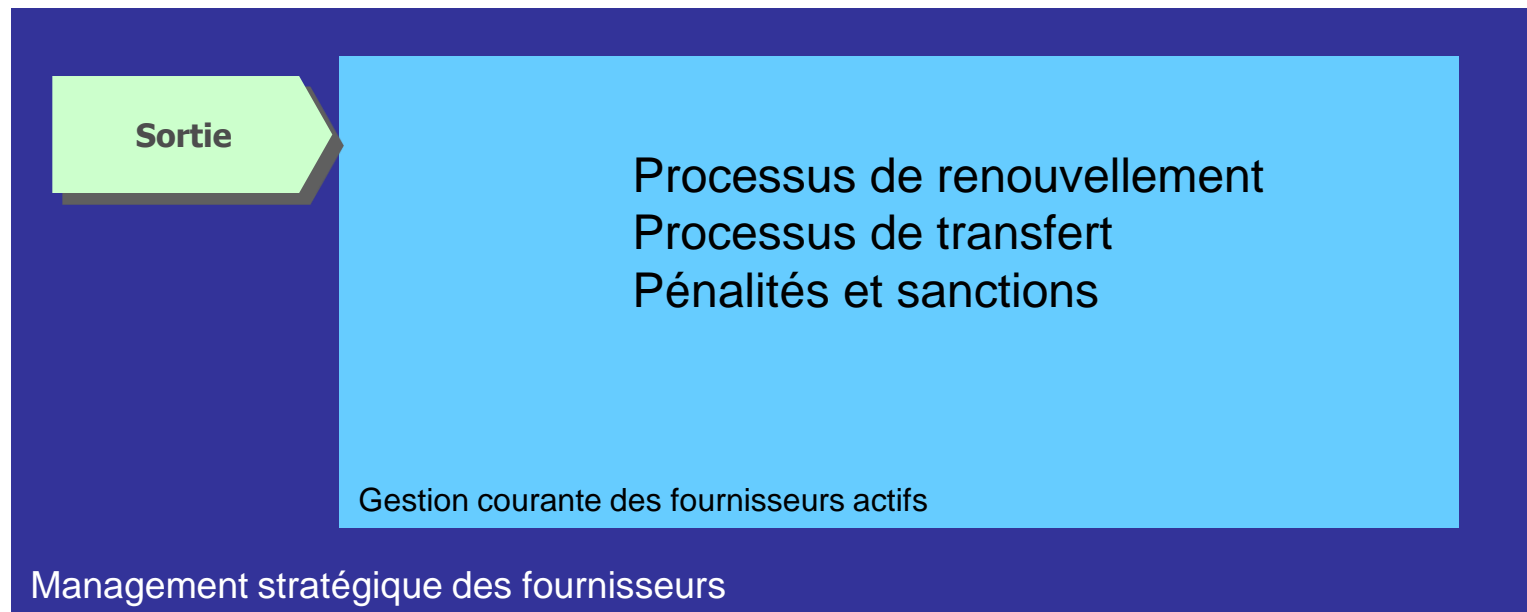 Sortie
Processus de renouvellement
Processus de transfert
Pénalités et sanctions
Gestion courante des fournisseurs actifs
Management stratégique des fournisseurs